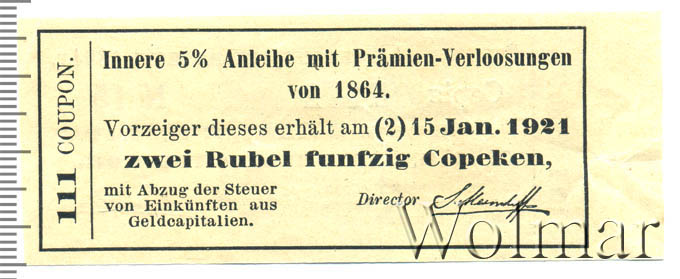 111 COUPON.
Innere 5% Anleihe mit Prämien-Verloosungen
von 1864.
Vorzeiger dieses erhält am (2) 15 Jan. 1921
zwei Rubel funfzig Copeken,
mit Abzug der Steuer
von Einkünften aus
Geldcapitalien.
Director
Wolmar